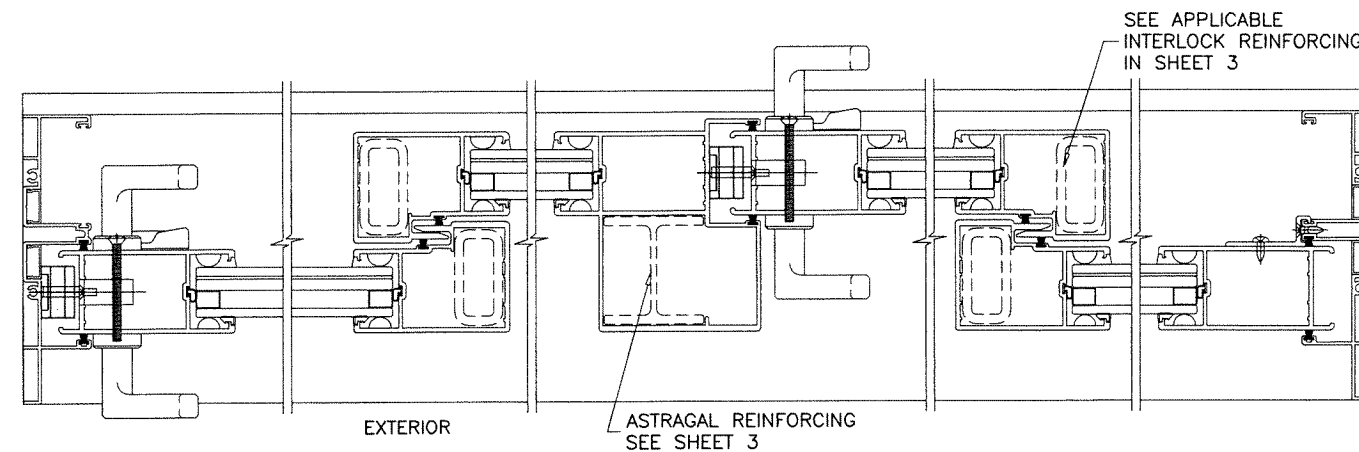 SEE APPLICABLE
INTERLOCK REINFORCING
IN SHEET 3
EXTERIOR
ASTRAGAL REINFORCING
SEE SHEET 3